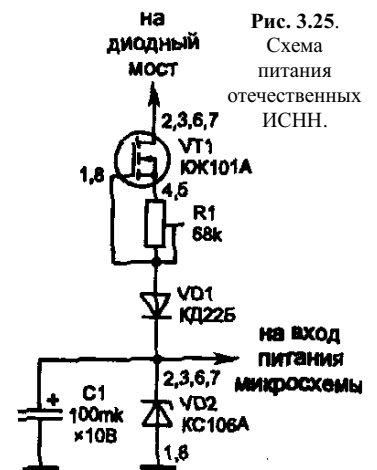 на
диодный
мост
Рис. 3.25.
Схема
питания
отечественных
ИСНН.
2,3,6,7
VT1
КЖ101А
1,8
4,5
R1
68k
VD1
КД22Б
на вход
питания
микросхемы
+
C1
100mk
×10В
2,3,6,7
VD2
КС106А
1,8